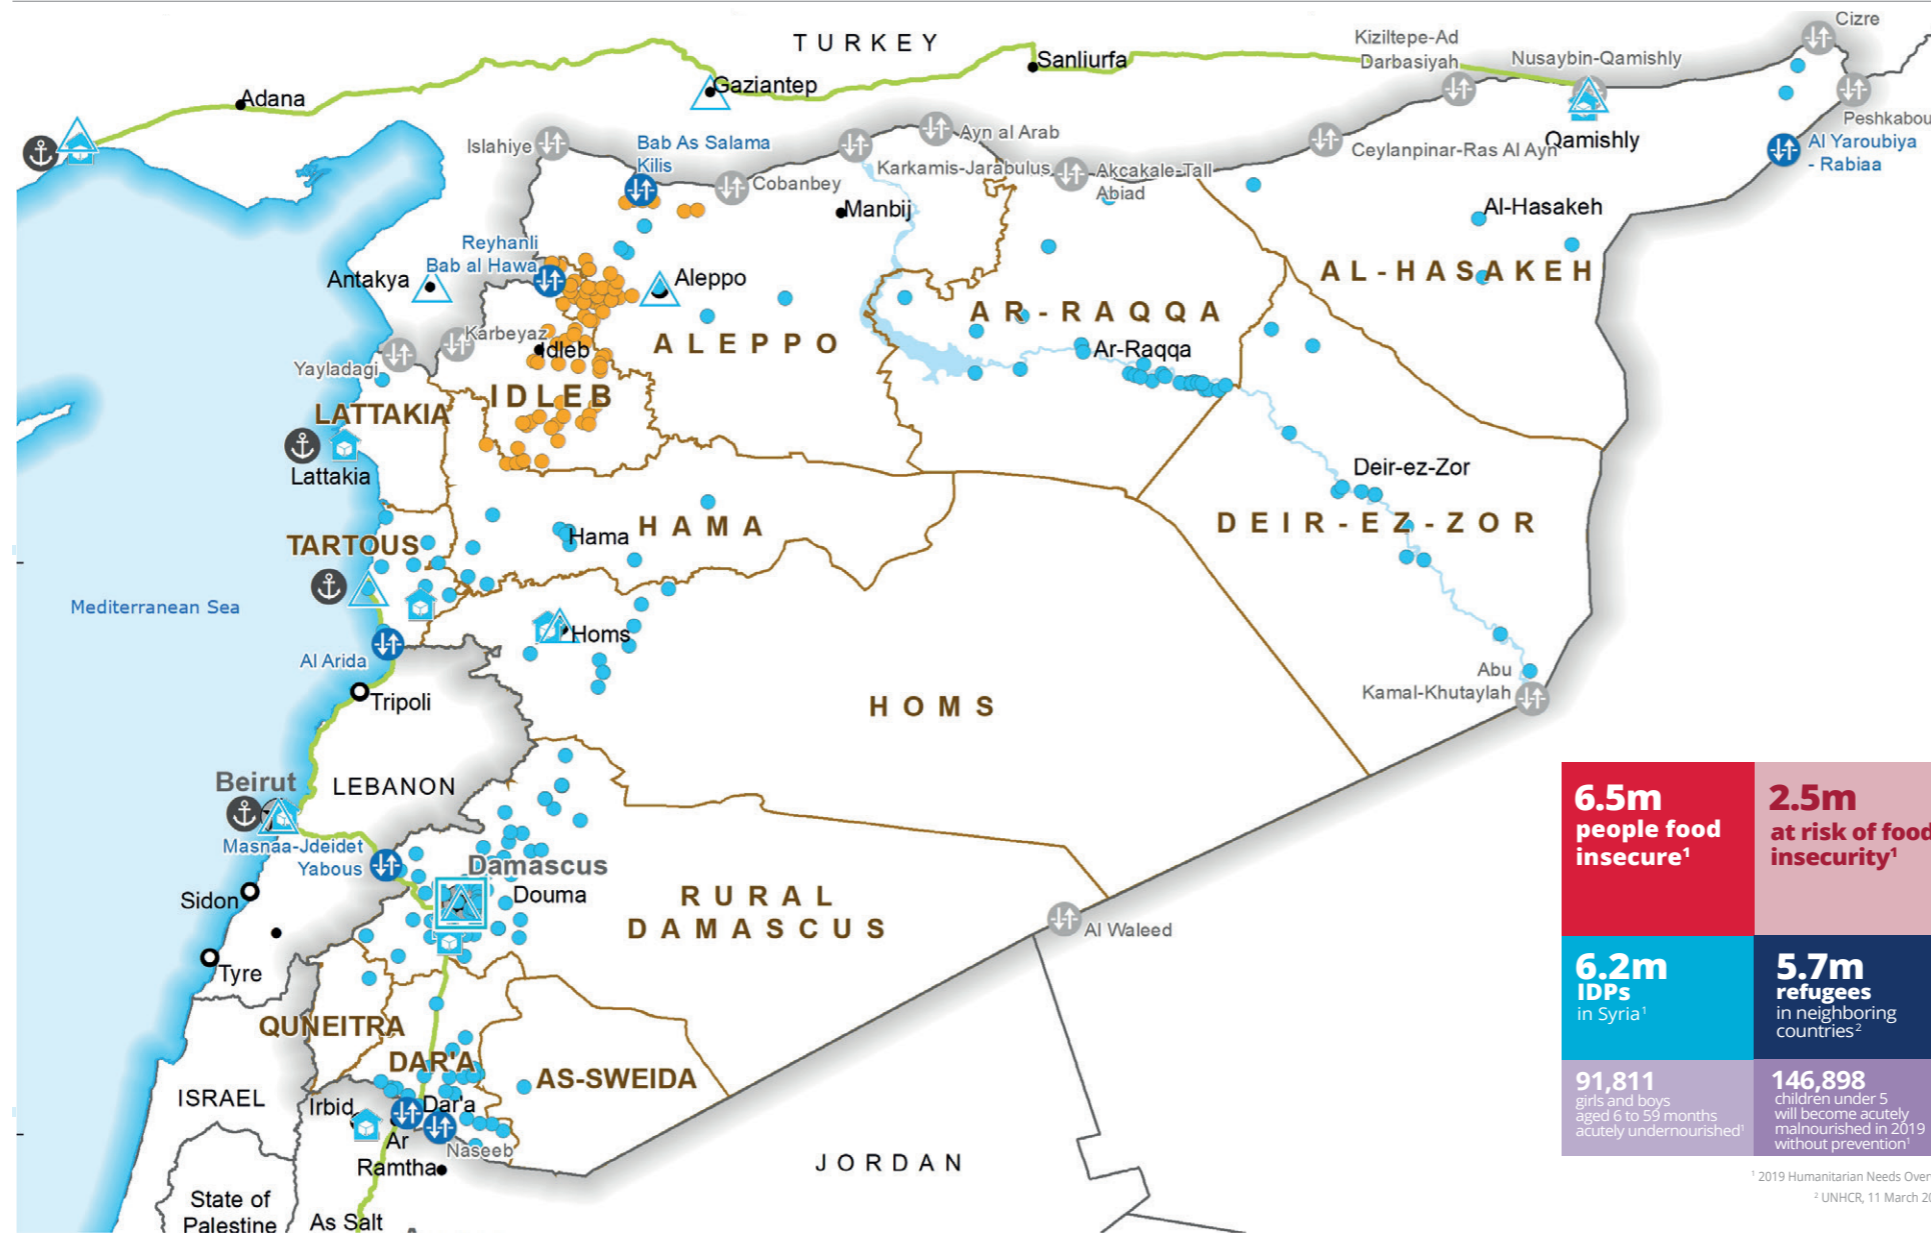 TURKEY
Cizre
Kiziltepe-Ad
Darbasiyah
Nusaybin-Qamishly
Sanliurfa
Gaziantep
Adana
Peshkabou
Islahiye
Bab As Salama
Kilis
Ayn al Arab
Karkamis-Jarabulus
Akcakale-Tall
Abiad
Ceylanpinar-Ras Al Ayn
Qamishly
Al Yaroubiya
- Rabiaa
Cobanbey
Manbij
Al-Hasakeh
Reyhanli
Bab al Hawa
Antakya
Aleppo
AL-HASAKEH
AR-RAQQA
Karbeyaz
Idleb
ALEPPO
Ar-Raqqa
Yayladagi
IDLEB
LATTAKIA
Lattakia
Deir-ez-Zor
DEIR-EZ-ZOR
HAMA
Hama
TARTOUS
Mediterranean Sea
Homs
Al Arida
Tripoli
Abu
Kamal-Khutaylah
HOMS
Beirut
LEBANON
Masnaa-Jdeidet
Yabous
Damascus
Douma
Sidon
RURAL
DAMASCUS
Al Waleed
Tyre
QUNEITRA
DAR'A
AS-SWEIDA
ISRAEL
Irbid
Dar'a
Ar
Ramtha
Naseeb
JORDAN
State of
Palestine
As Salt
6.5m
people food
insecure¹
2.5m
at risk of food
insecurity¹
6.2m
IDPs
in Syria¹
5.7m
refugees
in neighboring
countries²
91,811
girls and boys
aged 6 to 59 months
acutely undernourished¹
146,898
children under 5
will become acutely
malnourished in 2019
without prevention¹
¹ 2019 Humanitarian Needs Over
² UNHCR, 11 March 20